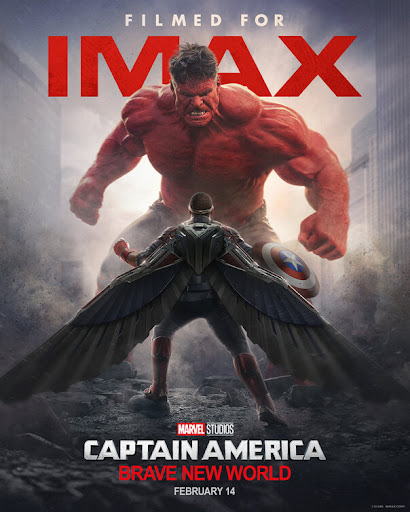 FILMED FOR
IMAX
MARVEL STUDIOS
CAPTAIN AMERICA
BRAVE NEW WORLD
FEBRUARY 14